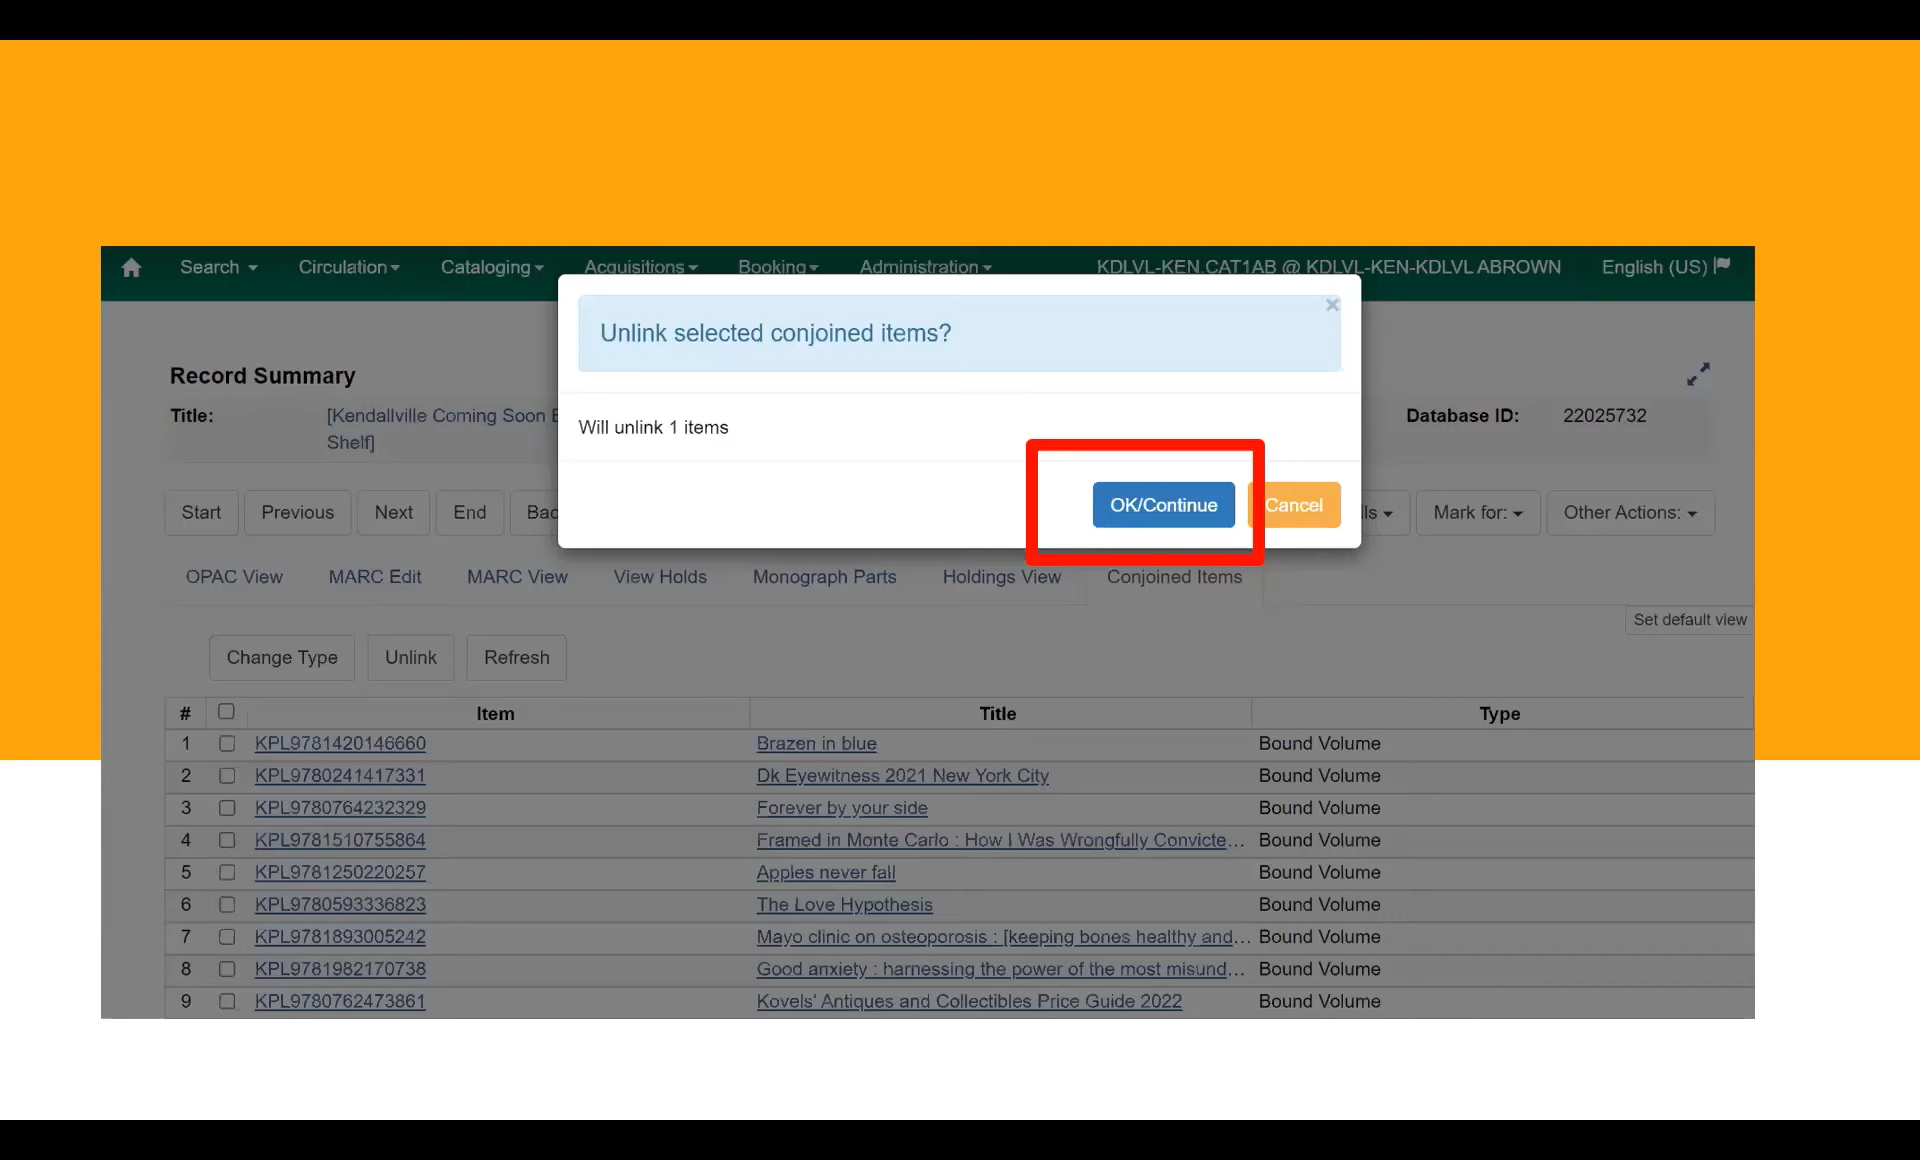 Search Circulation Cataloging Acquisitions Booking Administration KDLVL-KEN.CAT1AB @ KDLVL-KEN-KDLVL ABROWN English (US)
×
Unlink selected conjoined items?
Will unlink 1 items
OK/Continue Cancel
Record Summary
Title: [Kendallville Coming Soon
Shelf]
Database ID: 22025732
Start Previous Next End Mark for: Other Actions:
OPAC View MARC Edit MARC View View Holds Monograph Parts Holdings View Conjoined Items
Set default view
Change Type Unlink Refresh
# Item Title Type
1 KPL9781420146660 Brazen in blue Bound Volume
2 KPL9780241417331 Dk Eyewitness 2021 New York City Bound Volume
3 KPL9780764232329 Forever by your side Bound Volume
4 KPL9781510755864 Framed in Monte Carlo : How I Was Wrongfully Convicte... Bound Volume
5 KPL9781250220257 Apples never fall Bound Volume
6 KPL9780593336823 The Love Hypothesis Bound Volume
7 KPL9781893005242 Mayo clinic on osteoporosis : [keeping bones healthy and... Bound Volume
8 KPL9781982170738 Good anxiety : harnessing the power of the most misund... Bound Volume
9 KPL9780762473861 Kovels' Antiques and Collectibles Price Guide 2022 Bound Volume